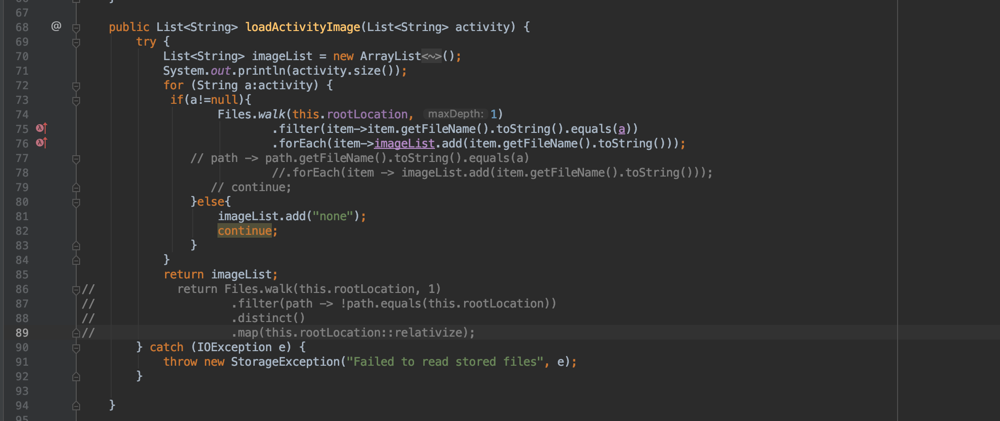 67
68 @ public List<String> loadActivityImage(List<String> activity) {
69 try {
70 List<String> imageList = new ArrayList<~>();
71 System.out.println(activity.size());
72 for (String a:activity) {
73 if(a!=null){
74 Files.walk(this.rootLocation, maxDepth: 1)
75 .filter(item->item.getFileName().toString().equals(a))
76 .forEach(item->imageList.add(item.getFileName().toString()));
77 // path -> path.getFileName().toString().equals(a)
78 //.forEach(item -> imageList.add(item.getFileName().toString()));
79 // continue;
80 }else{
81 imageList.add("none");
82 continue;
83 }
84 }
85 return imageList;
86 // return Files.walk(this.rootLocation, 1)
87 // .filter(path -> !path.equals(this.rootLocation))
88 // .distinct()
89 // .map(this.rootLocation::relativize);
90 } catch (IOException e) {
91 throw new StorageException("Failed to read stored files", e);
92 }
93
94 }
95